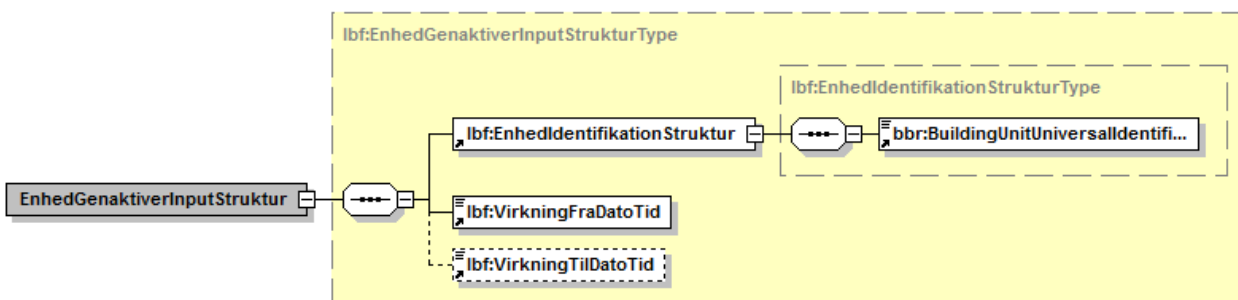 lbf:EnhedGenaktiverInputStrukturType
lbf:EnhedIdentifikationStrukturType
lbf:EnhedIdentifikationStruktur
bbr:BuildingUnitUniversalIdentifi...
EnhedGenaktiverInputStruktur
lbf:VirkningFraDatoTid
lbf:VirkningTilDatoTid